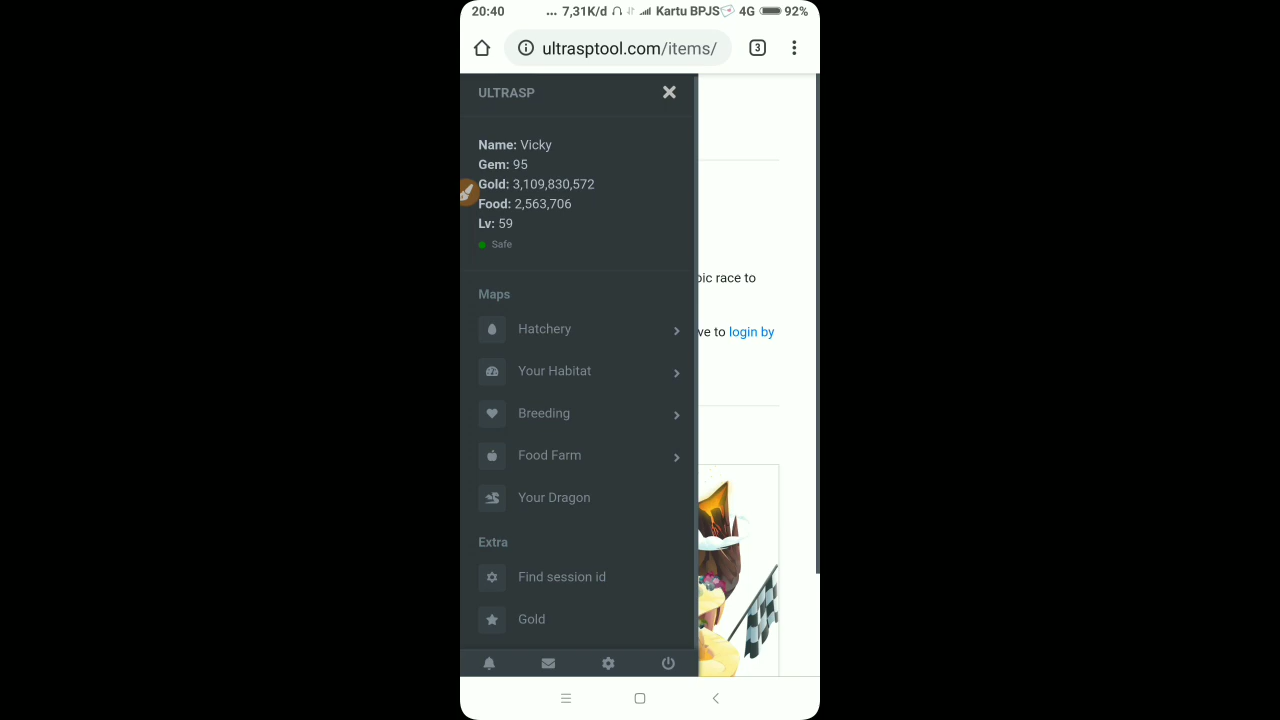 20:40 ... 7,31K/d Kartu BPJS 4G 92%
ultrasptool.com/items/ 3
ULTRASP
Name: Vicky
Gem: 95
Gold: 3,109,830,572
Food: 2,563,706
Lv: 59
Safe
pic race to
Maps
Hatchery
ve to login by
Your Habitat
Breeding
Food Farm
Your Dragon
Extra
Find session id
Gold